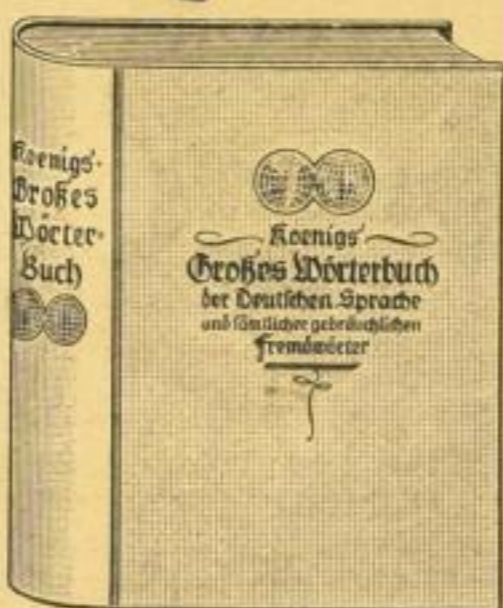 Koenigs'
Großes
Wörter-
Buch
Koenigs'
Großes Wörterbuch
der Deutschen Sprache
und sämtlicher gebräuchlichen
Fremdwörter